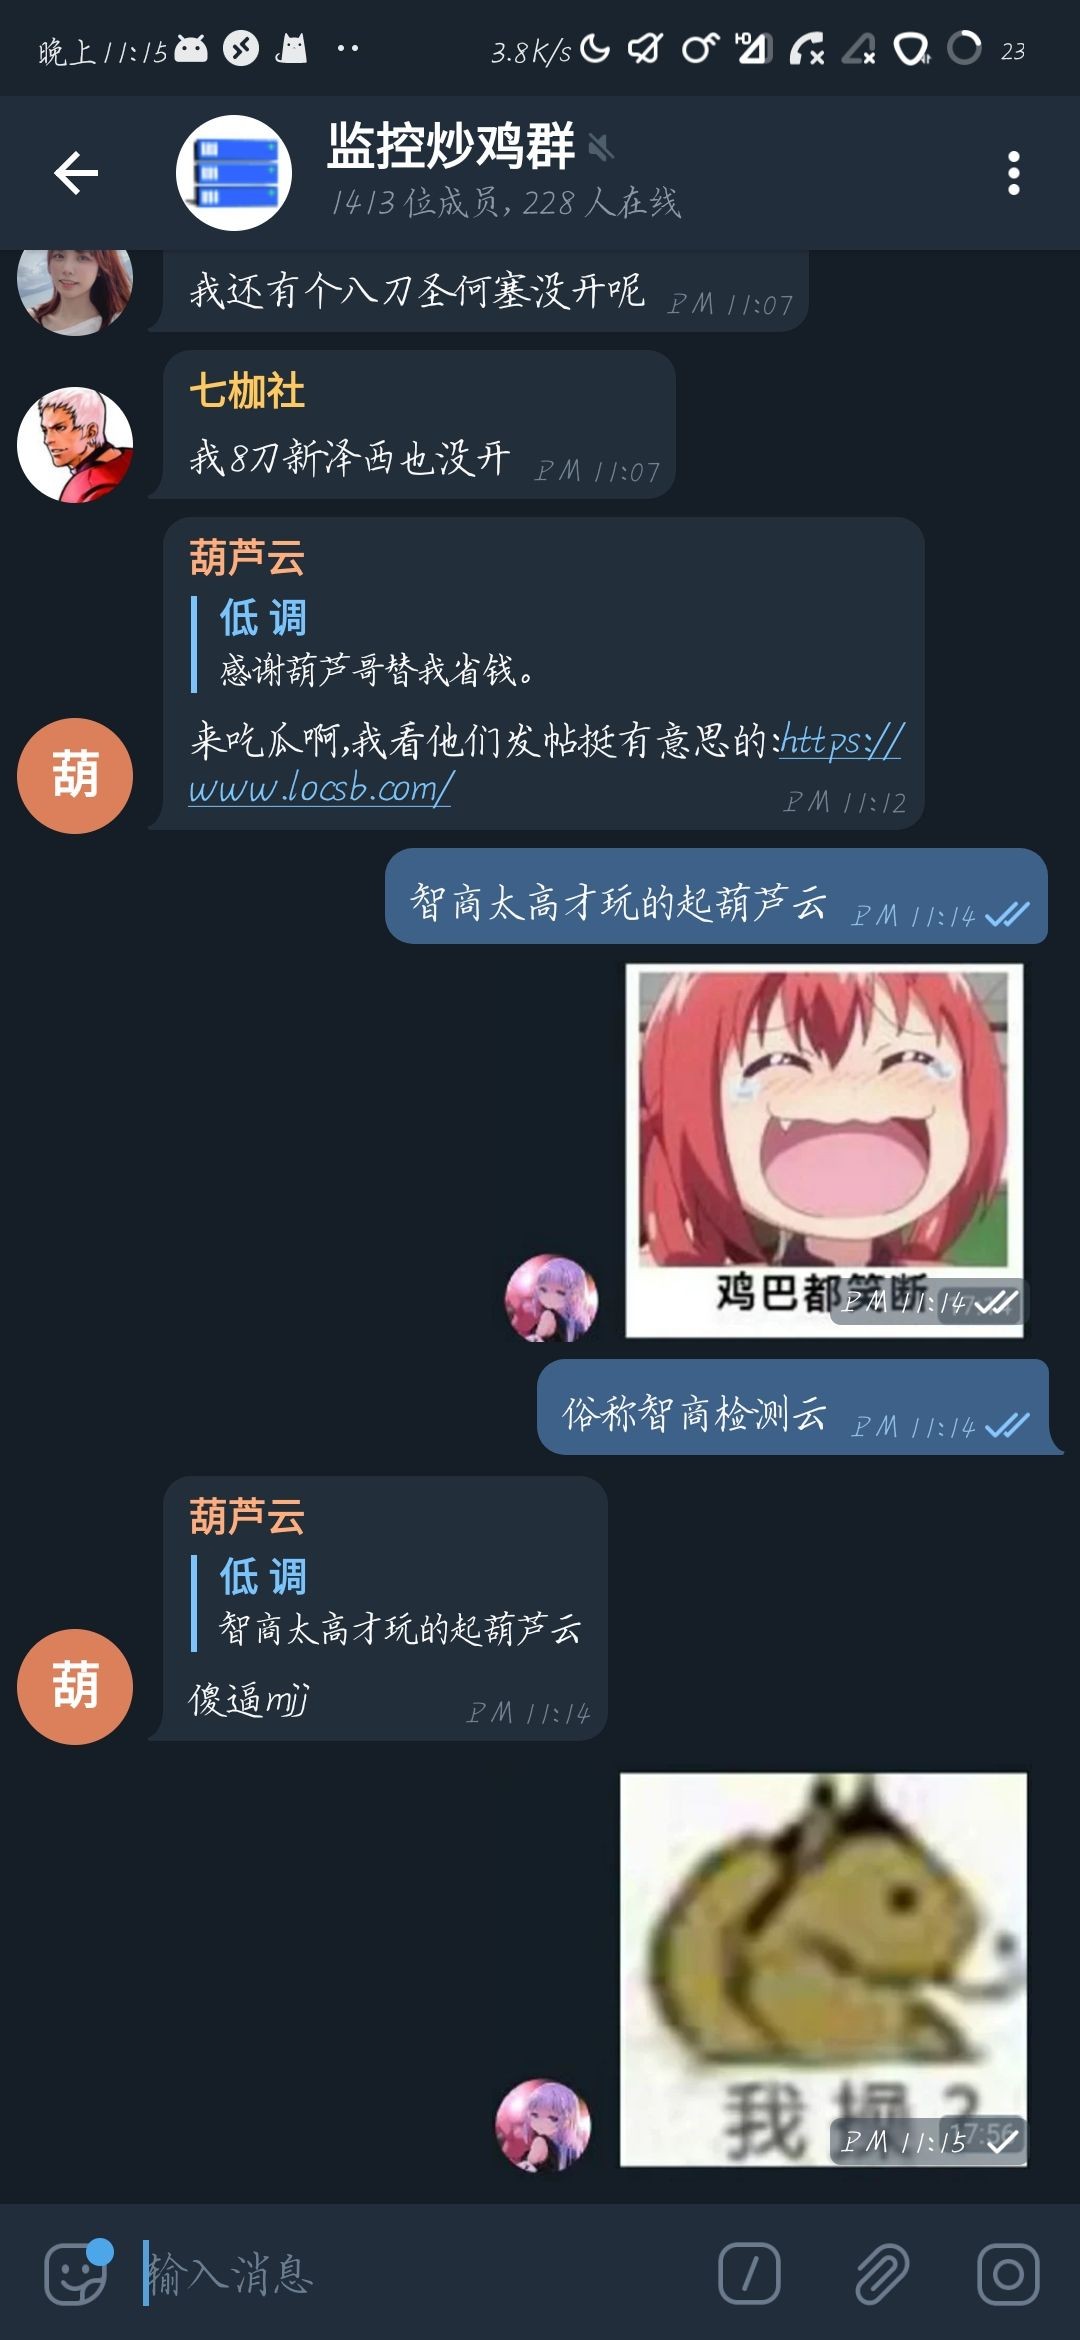 晚上11:15
3.8K/s
23
监控炒鸡群
1413 位成员, 228 人在线
我还有个八刀圣何塞没开呢 PM 11:07
七枷社
我8刀新泽西也没开 PM 11:07
葫芦云
低 调
感谢葫芦哥替我省钱。
来吃瓜啊,我看他们发帖挺有意思的:https://
www.locsb.com/
PM 11:12
葫
智商太高才玩的起葫芦云 PM 11:14
鸡巴都笑断
PM 11:14
俗称智商检测云 PM 11:14
葫芦云
低 调
智商太高才玩的起葫芦云
傻逼mjj PM 11:14
葫
我操?
17:56
PM 11:15
输入消息